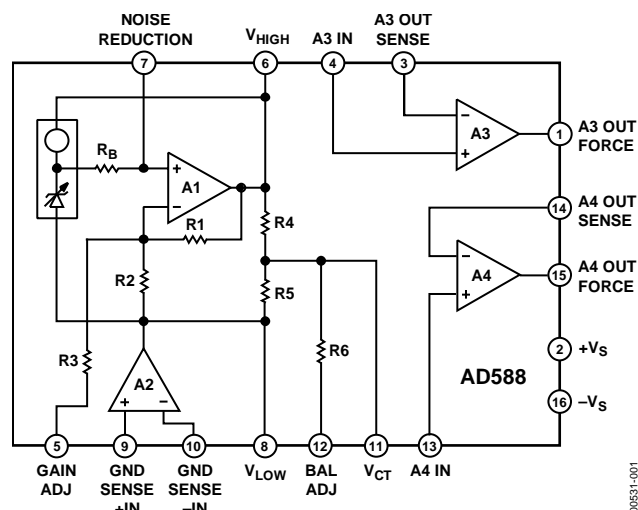 NOISE
REDUCTION
VHIGH
A3 IN
A3 OUT
SENSE
7
6
4
3
RB
A1
+
–
R1
R4
A3
–
+
1
A3 OUT
FORCE
14
A4 OUT
SENSE
R2
R5
A4
–
+
15
A4 OUT
FORCE
R3
R6
2
+VS
A2
+
–
AD588
16
–VS
5
9
10
8
12
11
13
GAIN
ADJ
GND
SENSE
+IN
GND
SENSE
–IN
VLOW
BAL
ADJ
VCT
A4 IN
00531-001